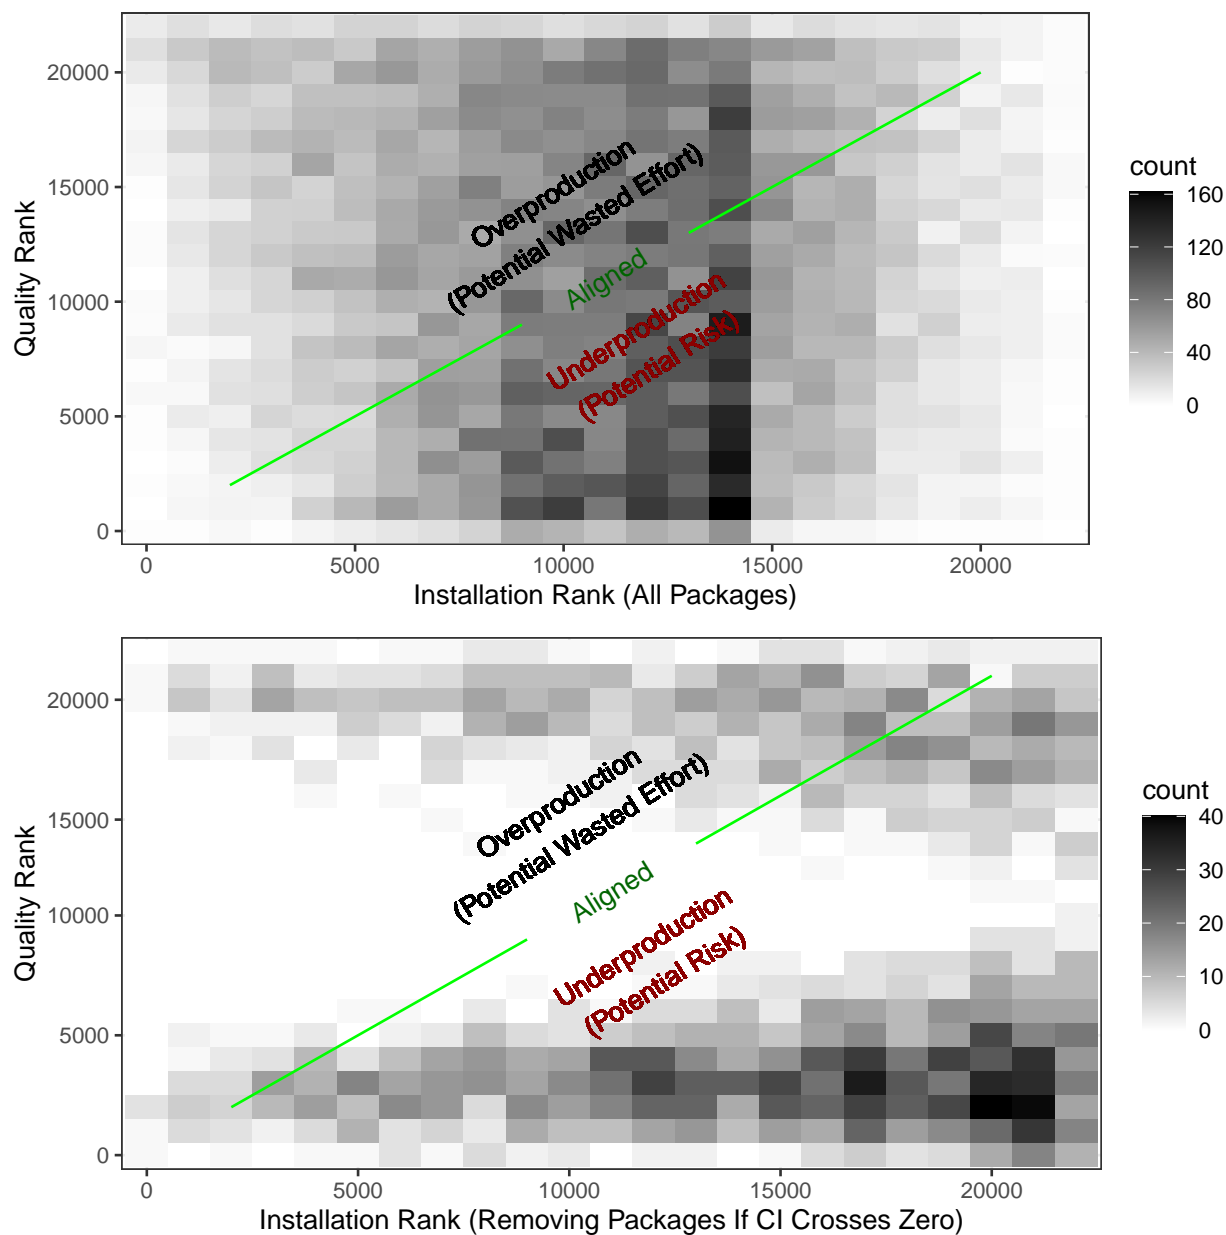 20000
15000
10000
5000
0
Quality Rank
Overproduction
(Potential Wasted Effort)
Aligned
Underproduction
(Potential Risk)
0
5000
10000
15000
20000
Installation Rank (All Packages)
count
160
120
80
40
0
20000
15000
10000
5000
0
Quality Rank
Overproduction
(Potential Wasted Effort)
Aligned
Underproduction
(Potential Risk)
0
5000
10000
15000
20000
Installation Rank (Removing Packages If CI Crosses Zero)
count
40
30
20
10
0